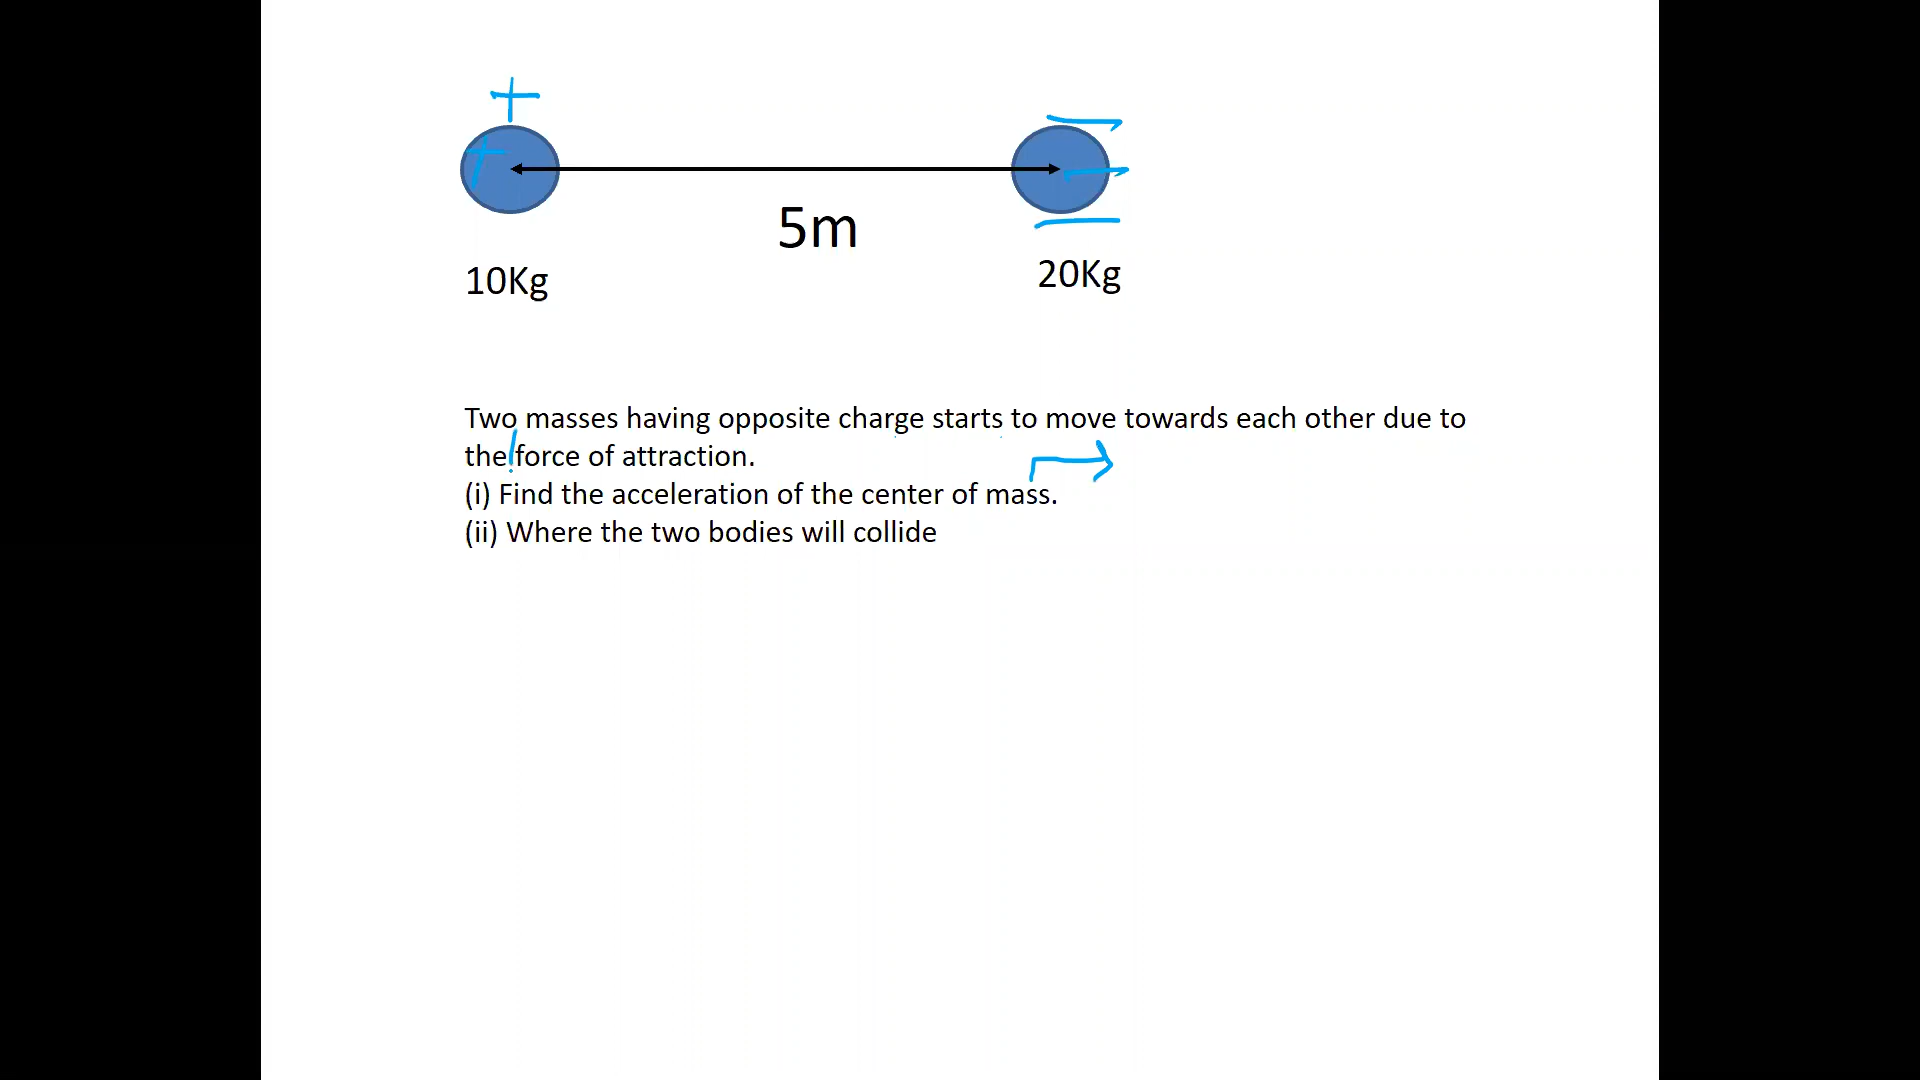 5m
10Kg
20Kg
Two masses having opposite charge starts to move towards each other due to
the force of attraction.
(i) Find the acceleration of the center of mass.
(ii) Where the two bodies will collide